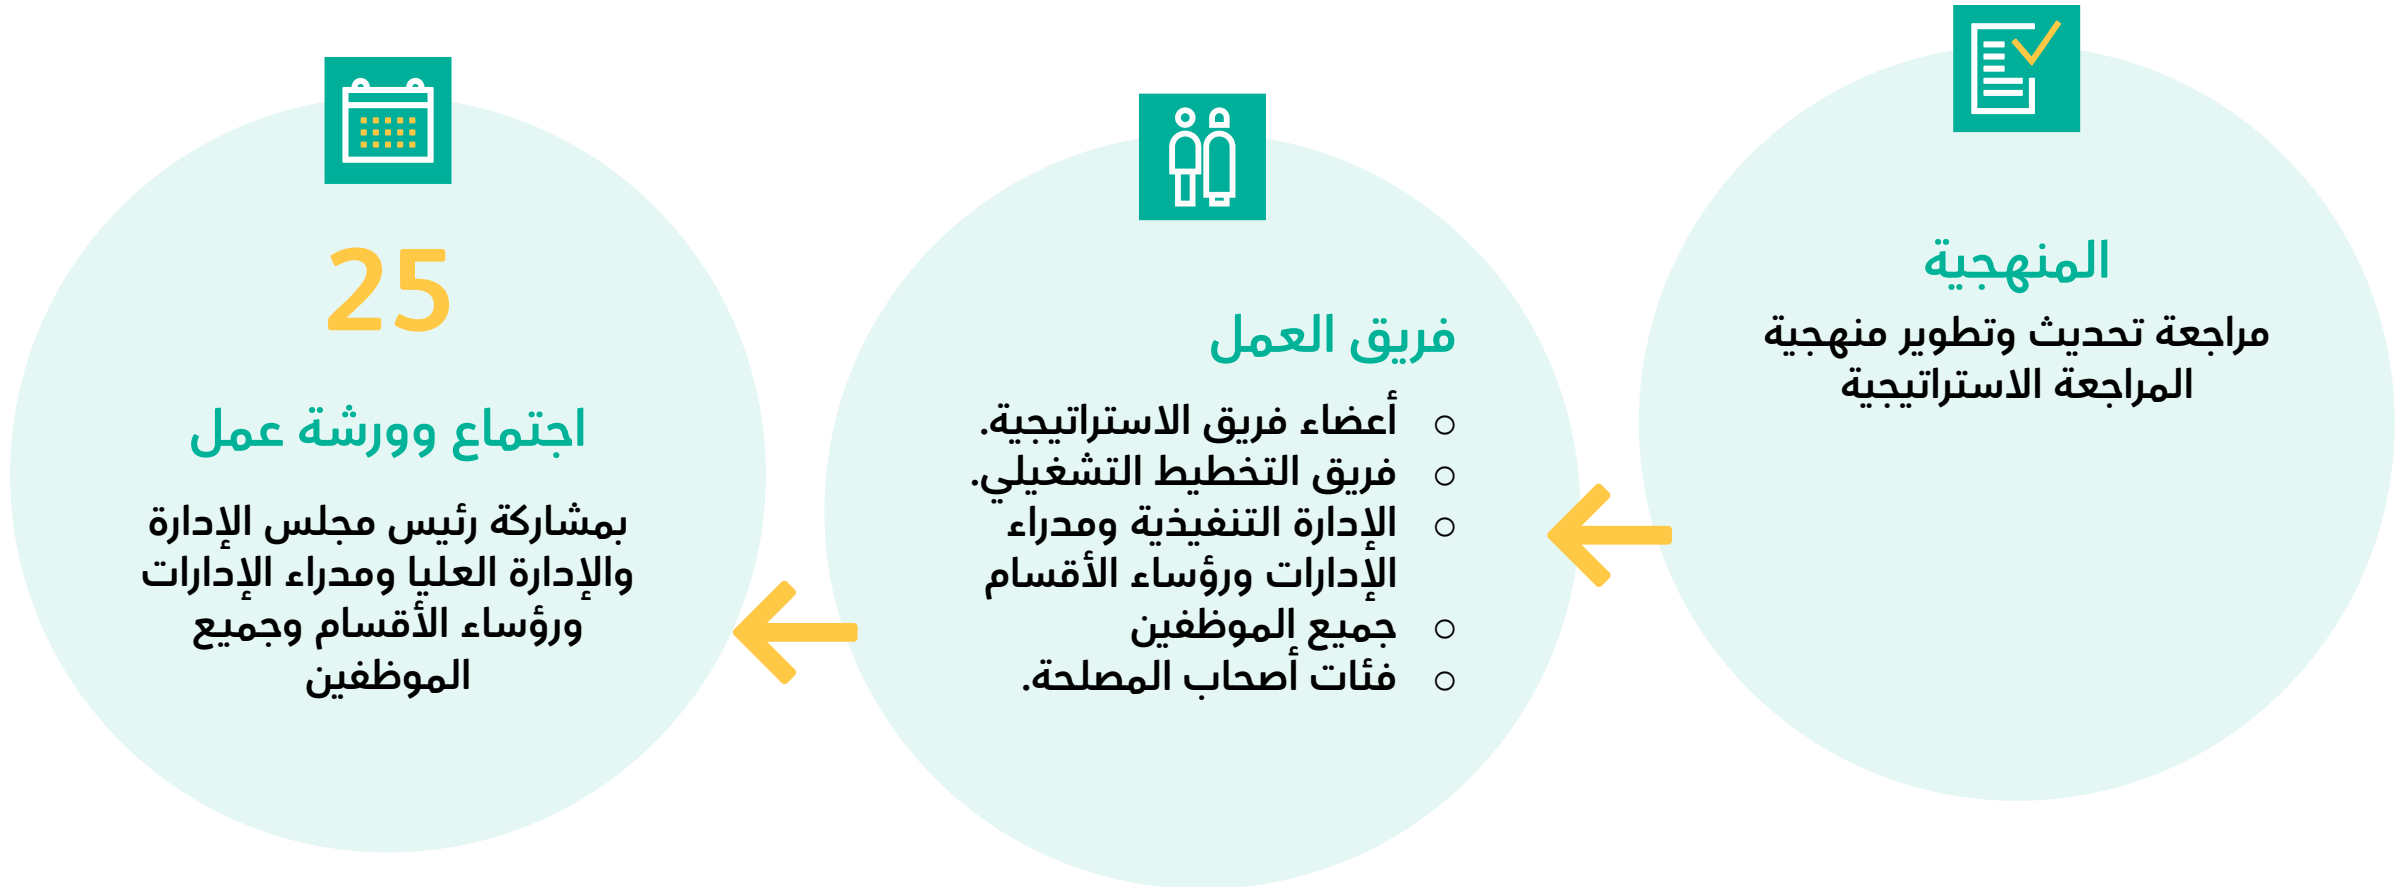 المنهجية
مراجعة تحديث وتطوير منهجية
المراجعة الاستراتيجية
فريق العمل
○ أعضاء فريق الاستراتيجية.
○ فريق التخطيط التشغيلي.
○ الإدارة التنفيذية ومدراء
الإدارات ورؤساء الأقسام
○ جميع الموظفين
○ فئات أصحاب المصلحة.
25
اجتماع وورشة عمل
بمشاركة رئيس مجلس الإدارة
والإدارة العليا ومدراء الإدارات
ورؤساء الأقسام وجميع
الموظفين